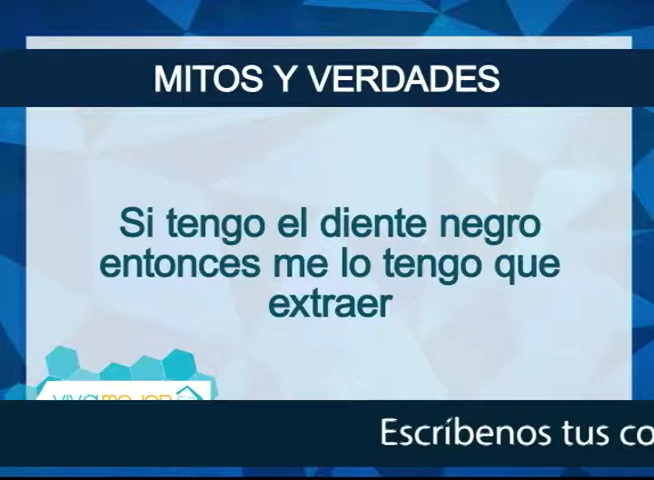 MITOS Y VERDADES
Si tengo el diente negro
entonces me lo tengo que
extraer
Escríbenos tus co